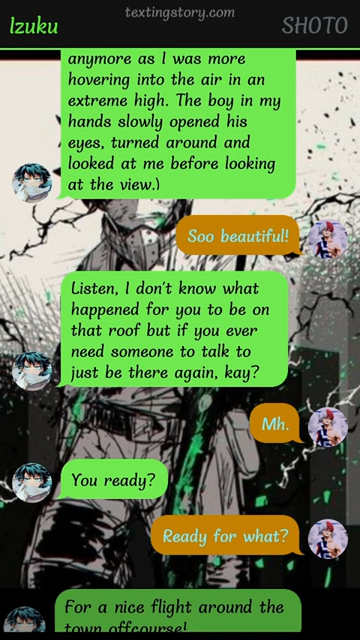 textingstory.com
Izuku
SHOTO
anymore as I was more
hovering into the air in an
extreme high. The boy in my
hands slowly opened his
eyes, turned around and
looked at me before looking
at the view.)
Soo beautiful!
Listen, I don't know what
happened for you to be on
that roof but if you ever
need someone to talk to
just be there again, kay?
Mh.
You ready?
Ready for what?
For a nice flight around the
town offcourse!